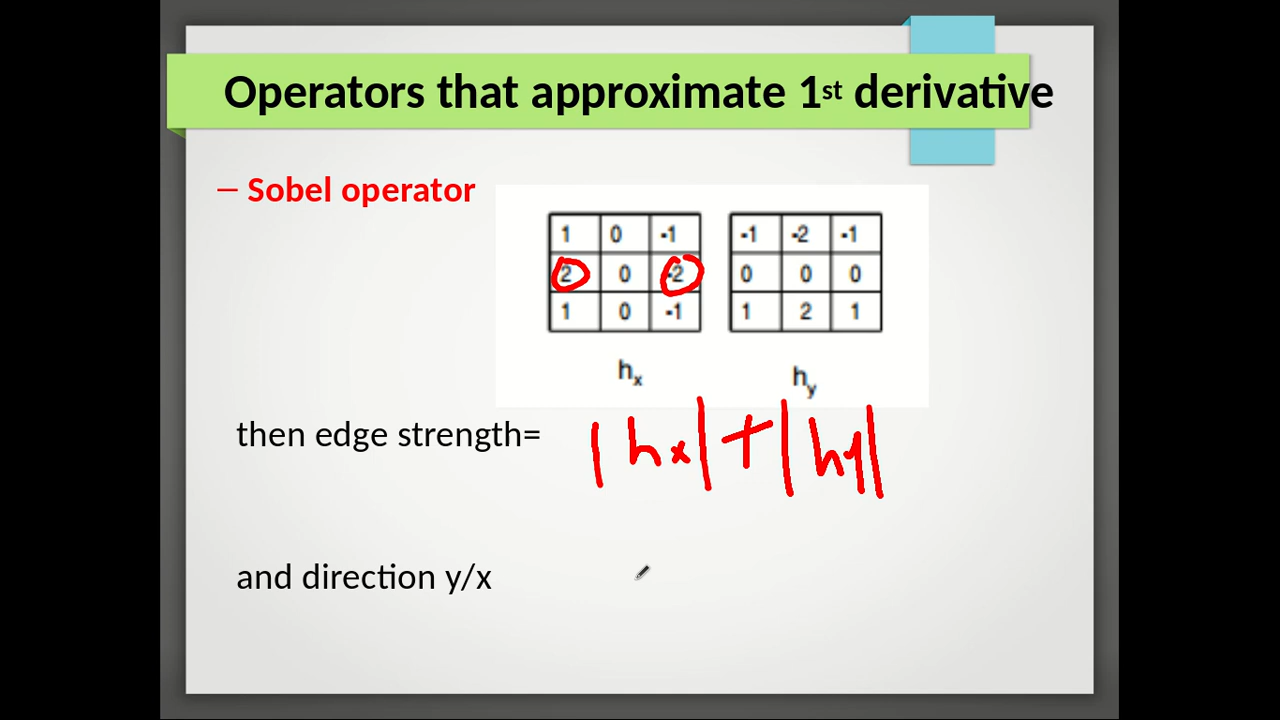 Operators that approximate 1st derivative
– Sobel operator
1 0 -1 -1 -2 -1
2 0 -2 0 0 0
1 0 -1 1 2 1
hx hy
then edge strength= |hx|+|hy|
and direction y/x